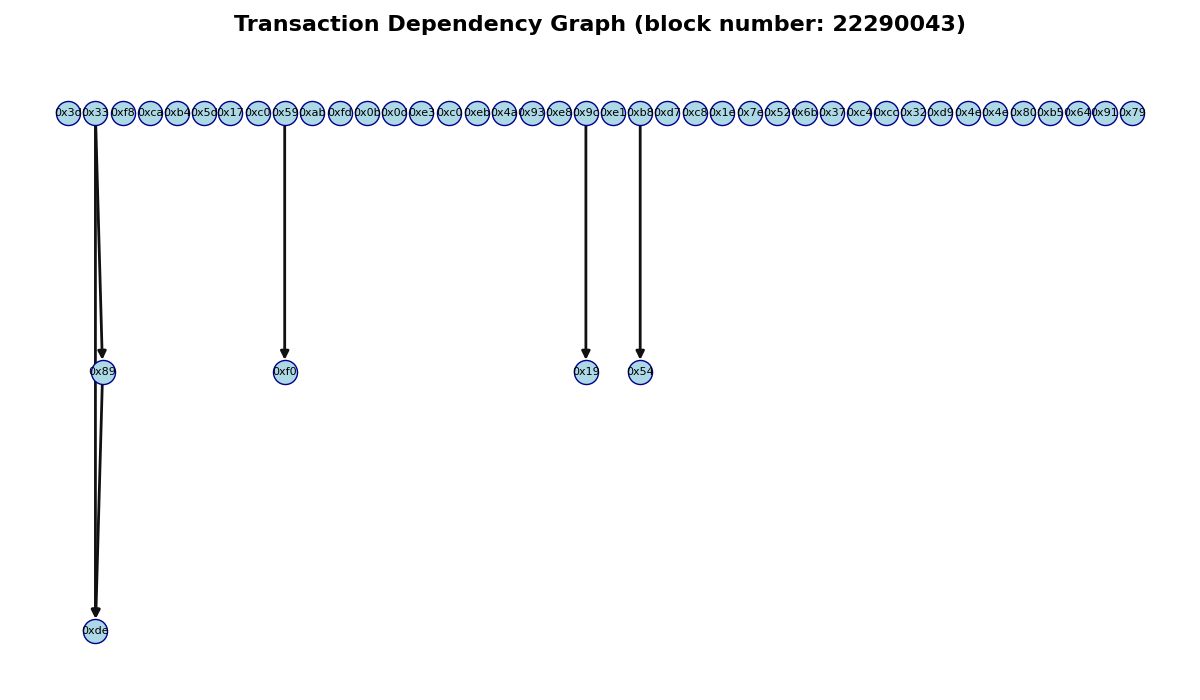 Transaction Dependency Graph (block number: 22290043)
0x3d 0x33 0xf8 0xca 0xb4 0x5d 0x17 0xc0 0x59 0xab 0xfd 0x0b 0x0d 0xe3 0xc0 0xeb 0x4a 0x93 0xe8 0x9c 0xe1 0xb8 0xd7 0xc8 0x1e 0x7e 0x52 0x6b 0x37 0xc4 0xcc 0x32 0xd9 0x4e 0x4e 0x80 0xb5 0x64 0x91 0x79
0x89 0xf0 0x19 0x54
0xde